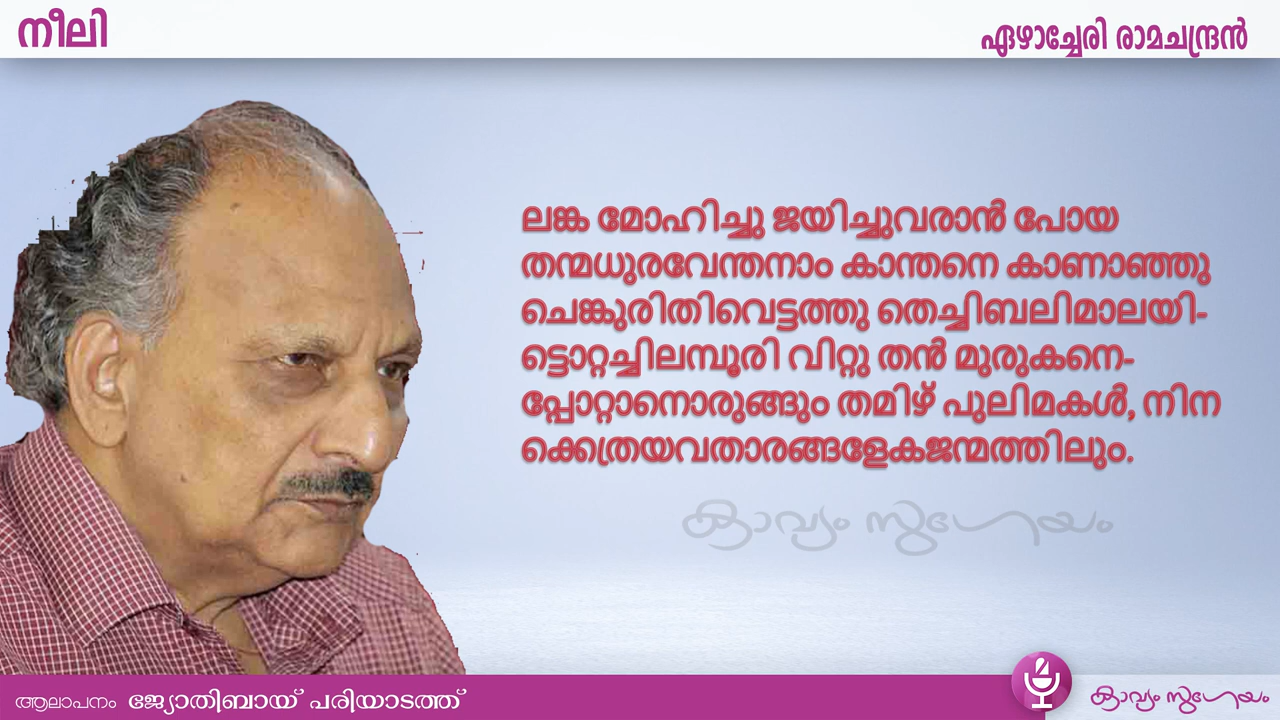 നീലി
ഏഴാച്ചേരി രാമചന്ദ്രൻ
ലങ്ക മോഹിച്ചു ജയിച്ചുവരാൻ പോയ
തന്മധുരവേന്തനാം കാന്തനെ കാണാഞ്ഞു
ചെങ്കുരിതിവെട്ടത്തു തെച്ചിബലിമാലയി-
ട്ടൊറ്റച്ചിലമ്പൂരി വിറ്റു തൻ മുരുകനെ-
പ്പോറ്റാനൊരുങ്ങും തമിഴ് പുലിമകൾ, നിന
ക്കെത്രയവതാരങ്ങളേകജന്മത്തിലും.
കാവ്യം സുഗേയം
ആലാപനം ജ്യോതിബായ് പരിയാടത്ത്
കാവ്യം സുഗേയം